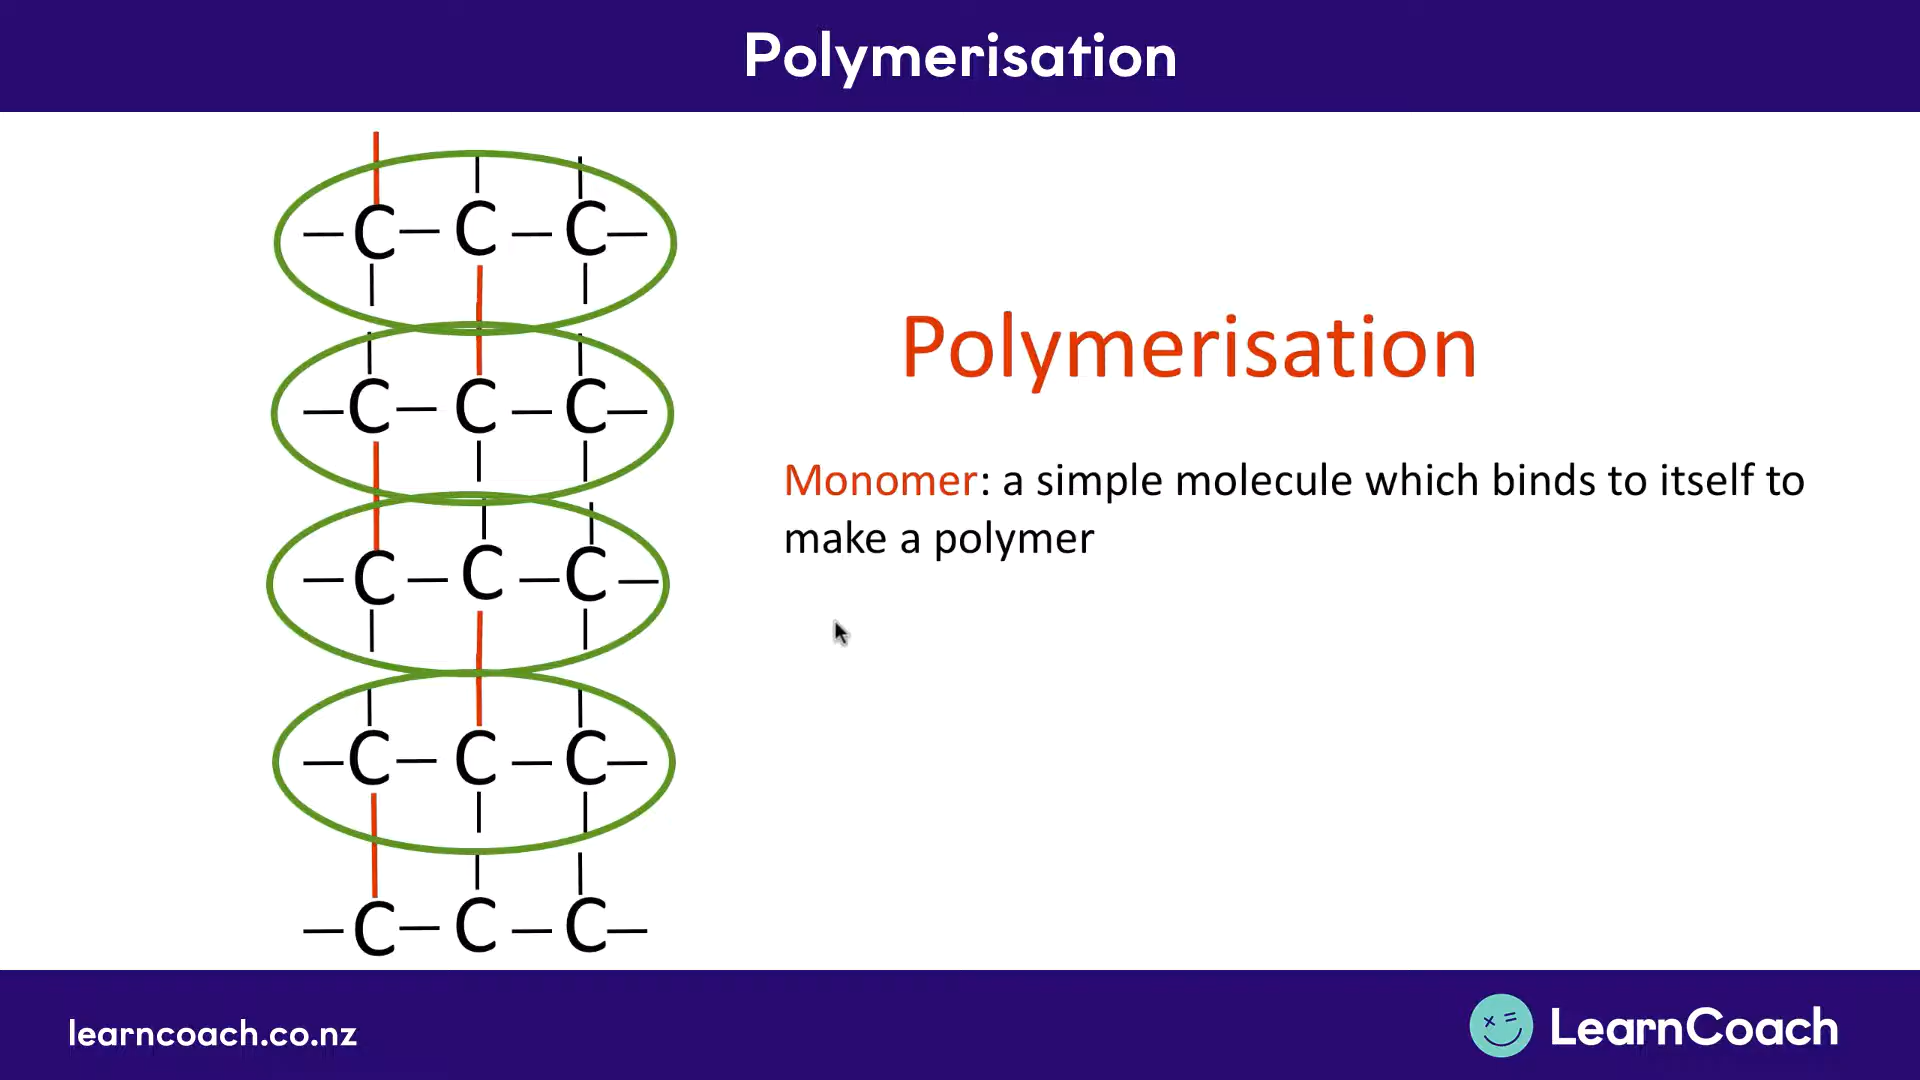 Polymerisation
– C – C – C –
– C – C – C –
– C – C – C –
– C – C – C –
– C – C – C –
Polymerisation
Monomer: a simple molecule which binds to itself to
make a polymer
learncoach.co.nz
LearnCoach